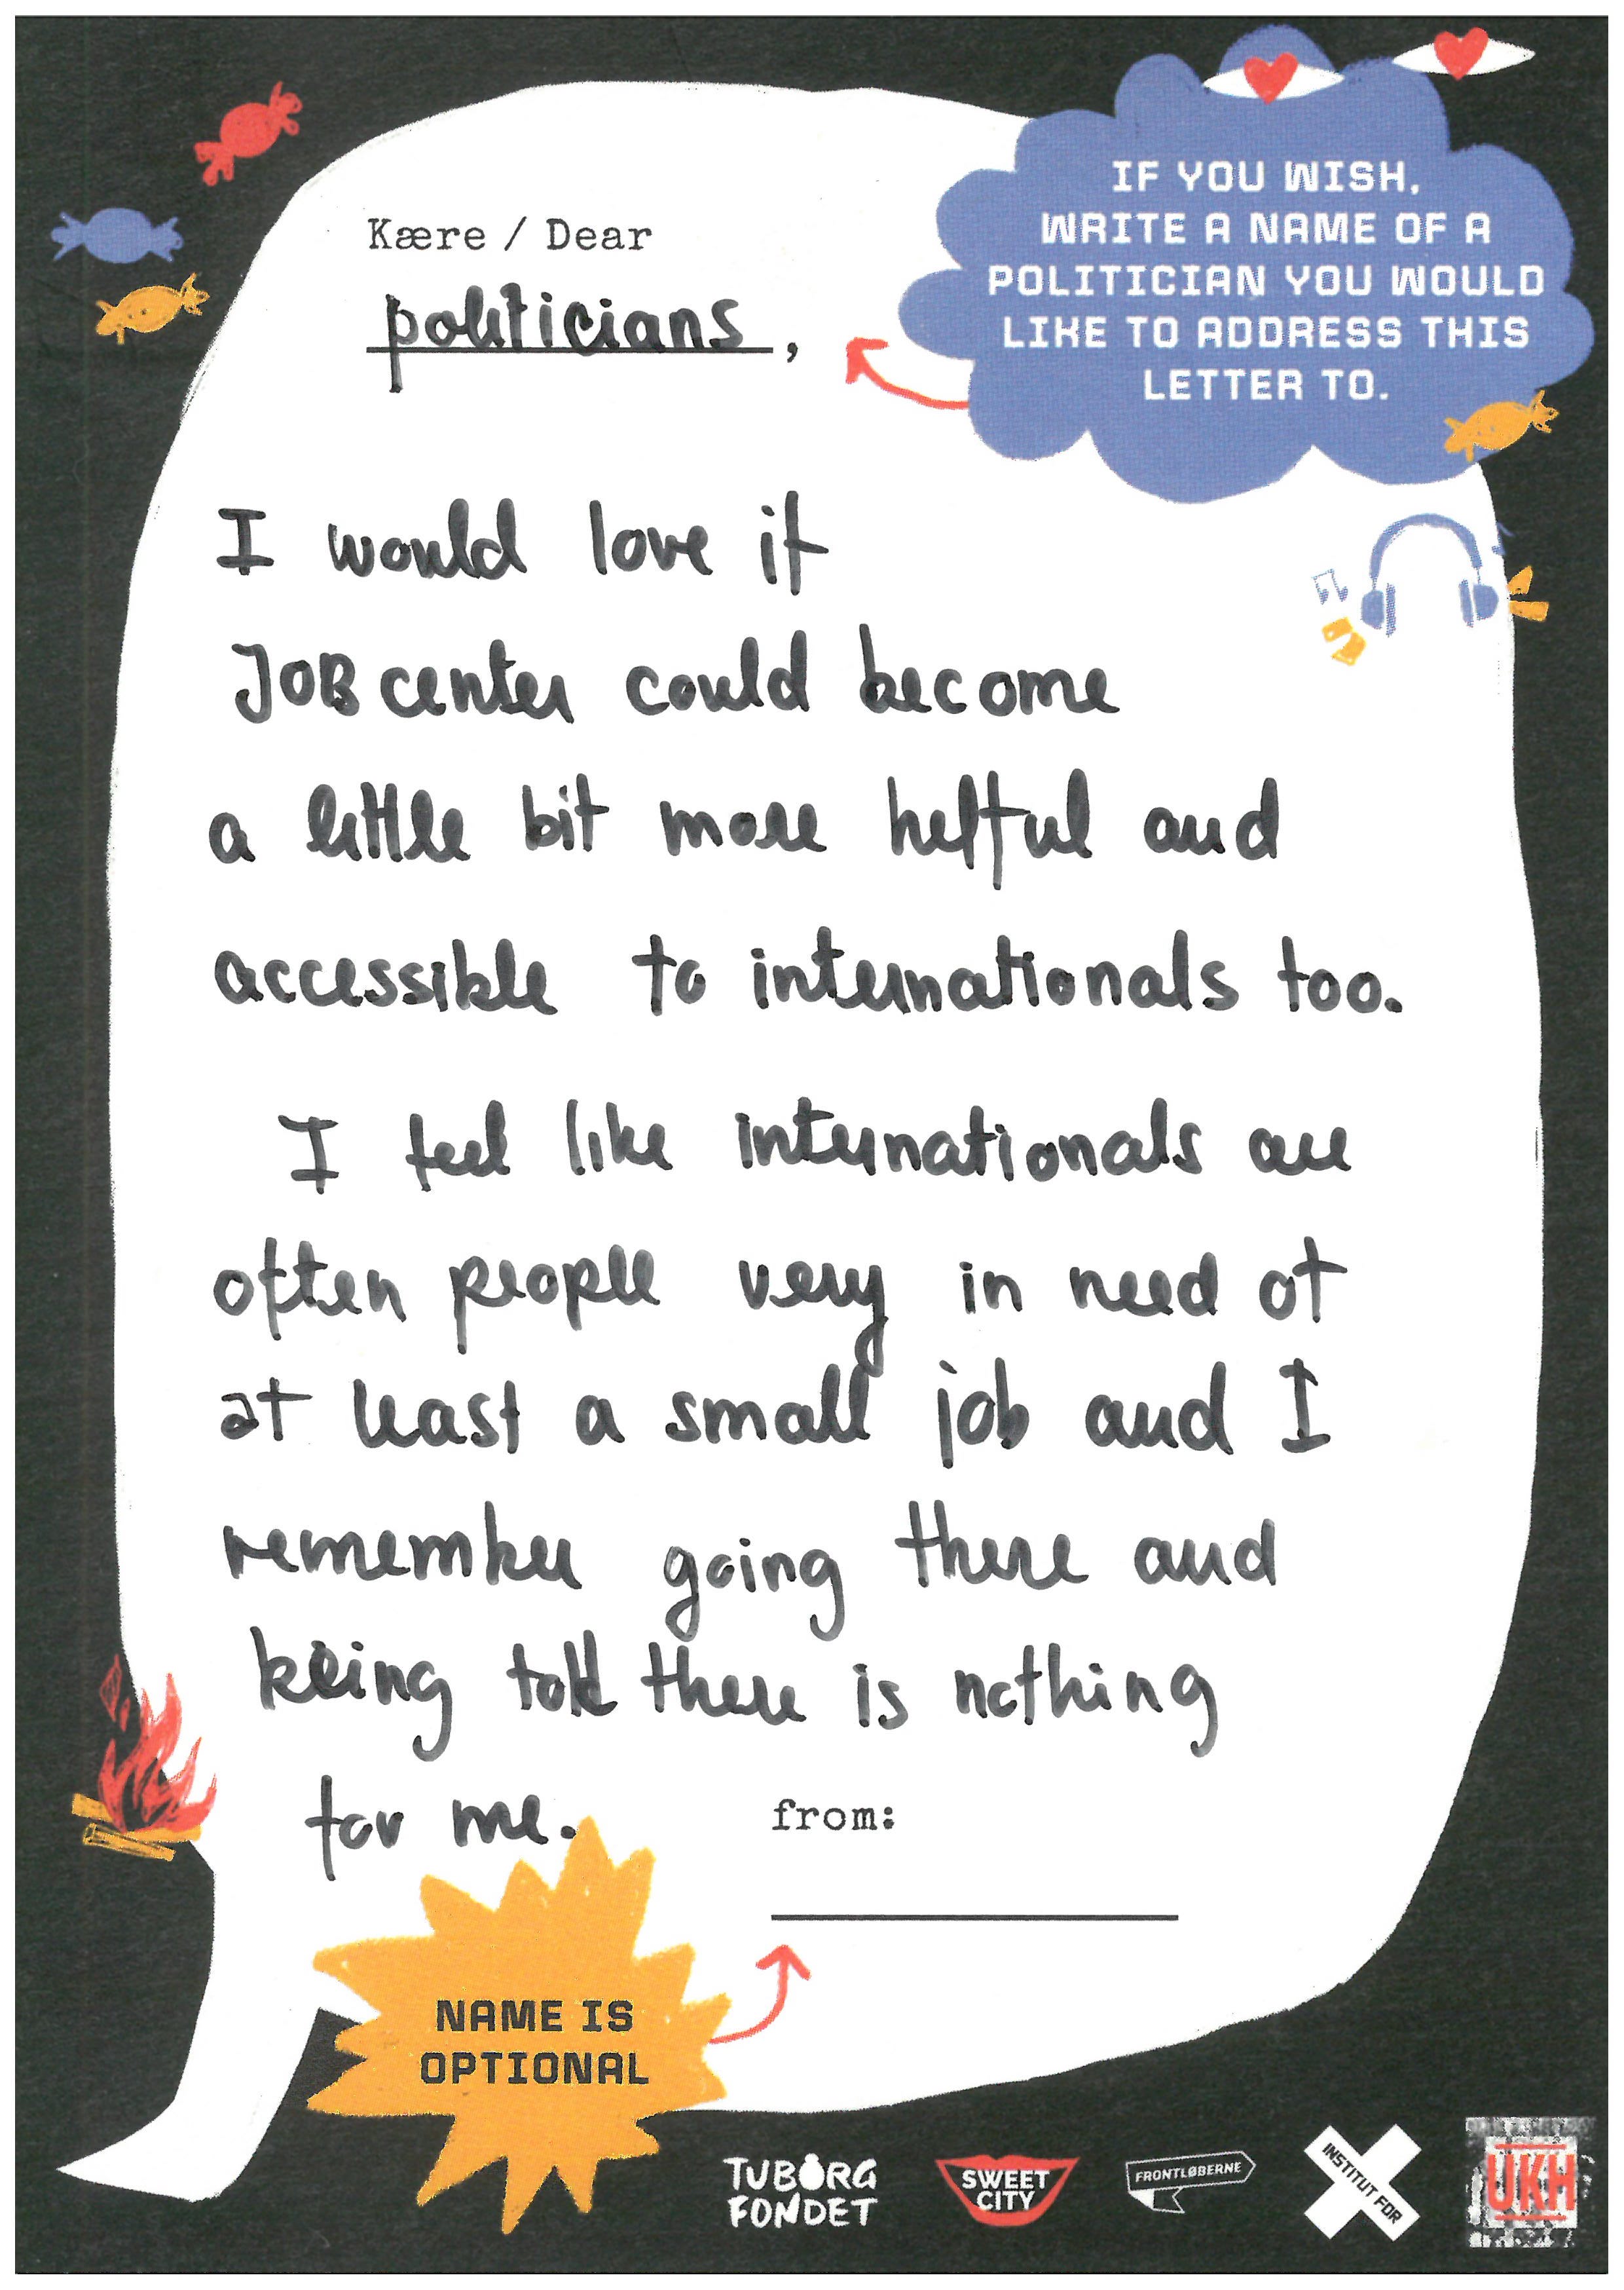 IF YOU WISH,
WRITE A NAME OF A
POLITICIAN YOU WOULD
LIKE TO ADDRESS THIS
LETTER TO.
Kære / Dear
politicians,
I would love if
JOB center could become
a little bit more helpful and
accessible to internationals too.
I feel like internationals are
often people very in need of
at least a small job and I
remember going there and
being told there is nothing
for me.
from:
NAME IS
OPTIONAL
TUBORG
FONDET
SWEET
CITY
FRONTLØBERNE
INSTITUT FOR
UKH